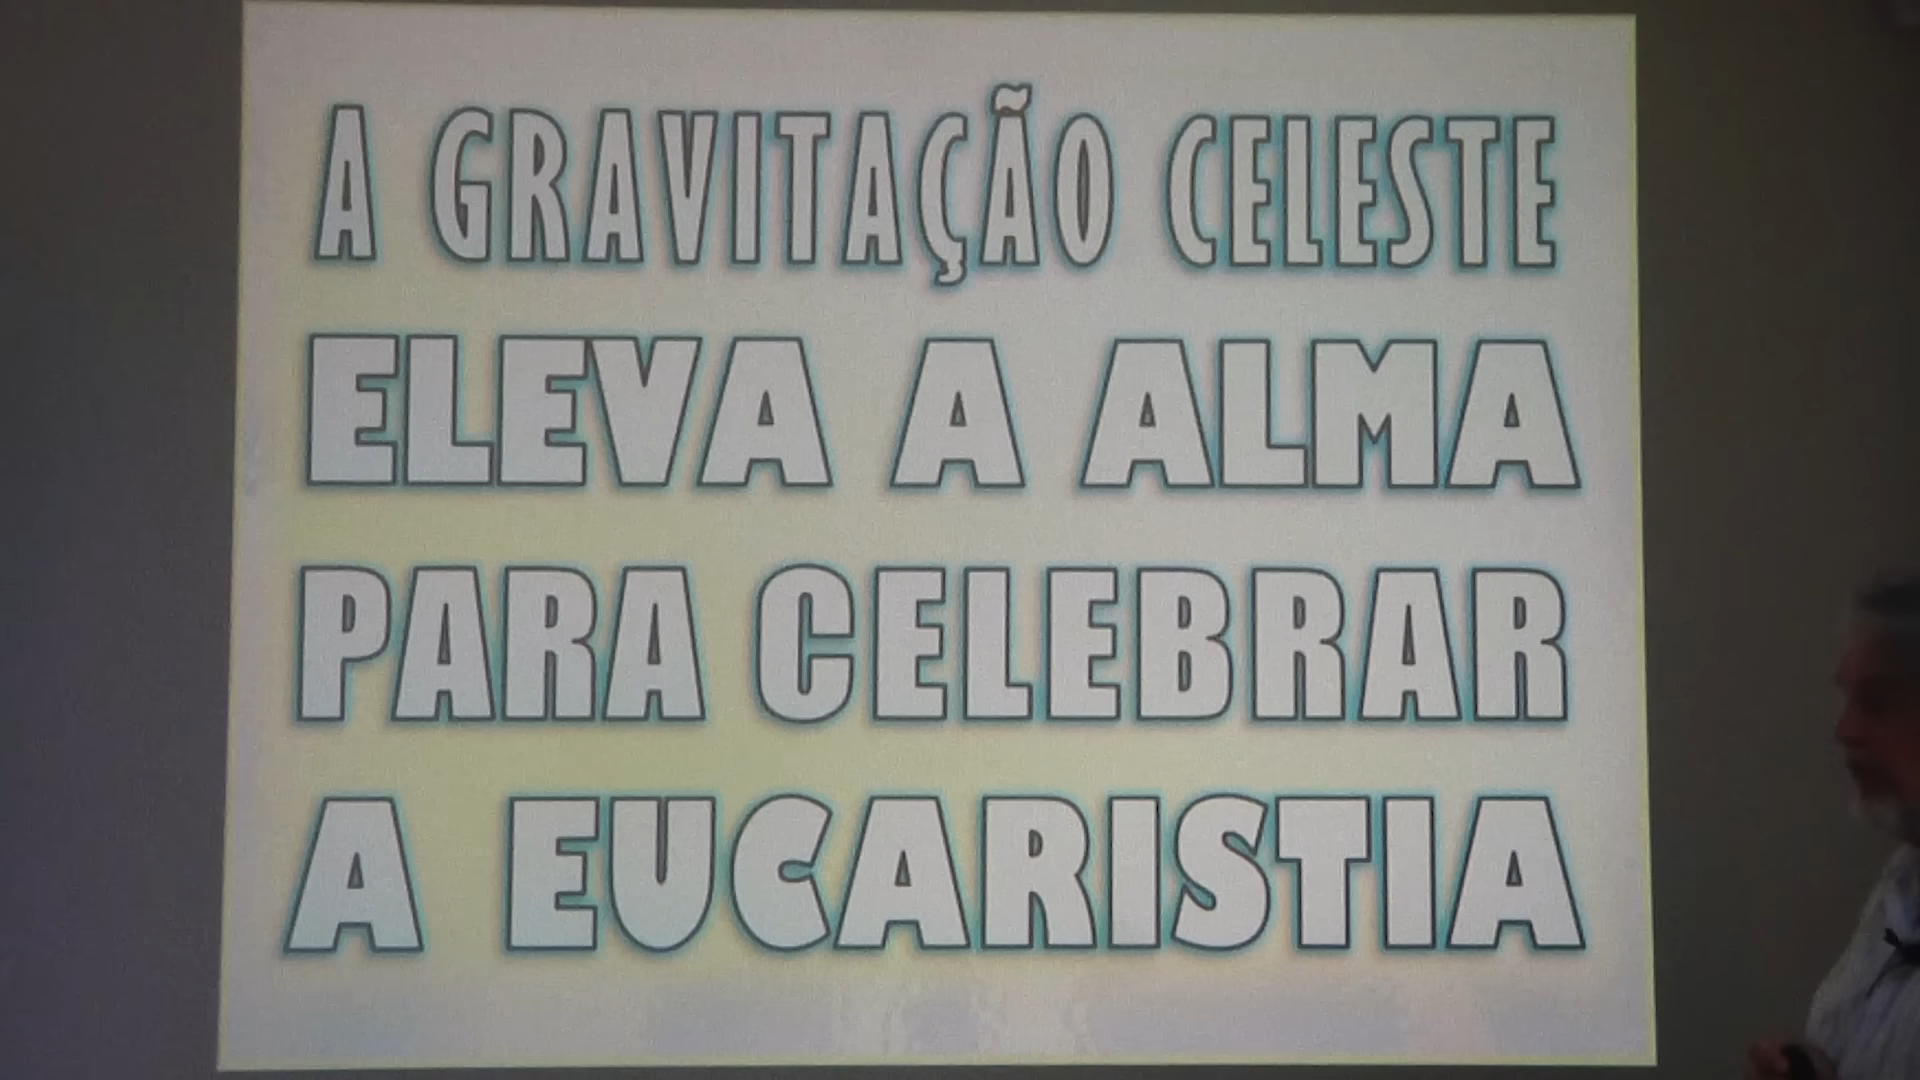 A GRAVITAÇÃO CELESTE
ELEVA A ALMA
PARA CELEBRAR
A EUCARISTIA